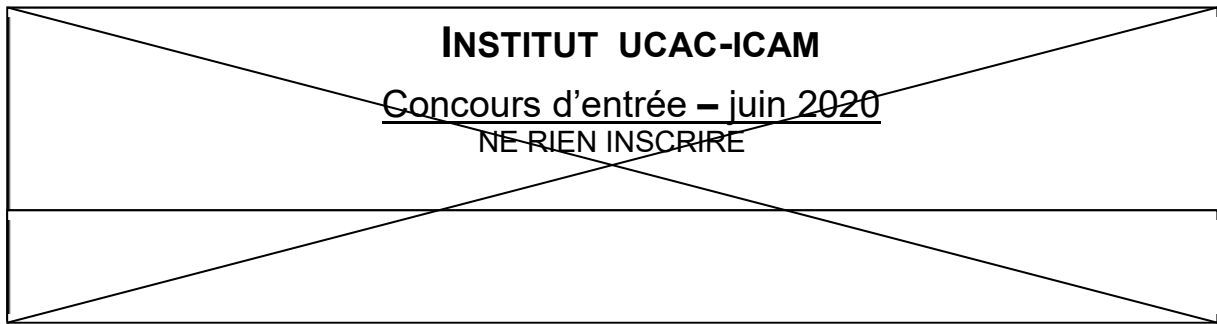 INSTITUT UCAC-ICAM
Concours d’entrée – juin 2020
NE RIEN INSCRIRE